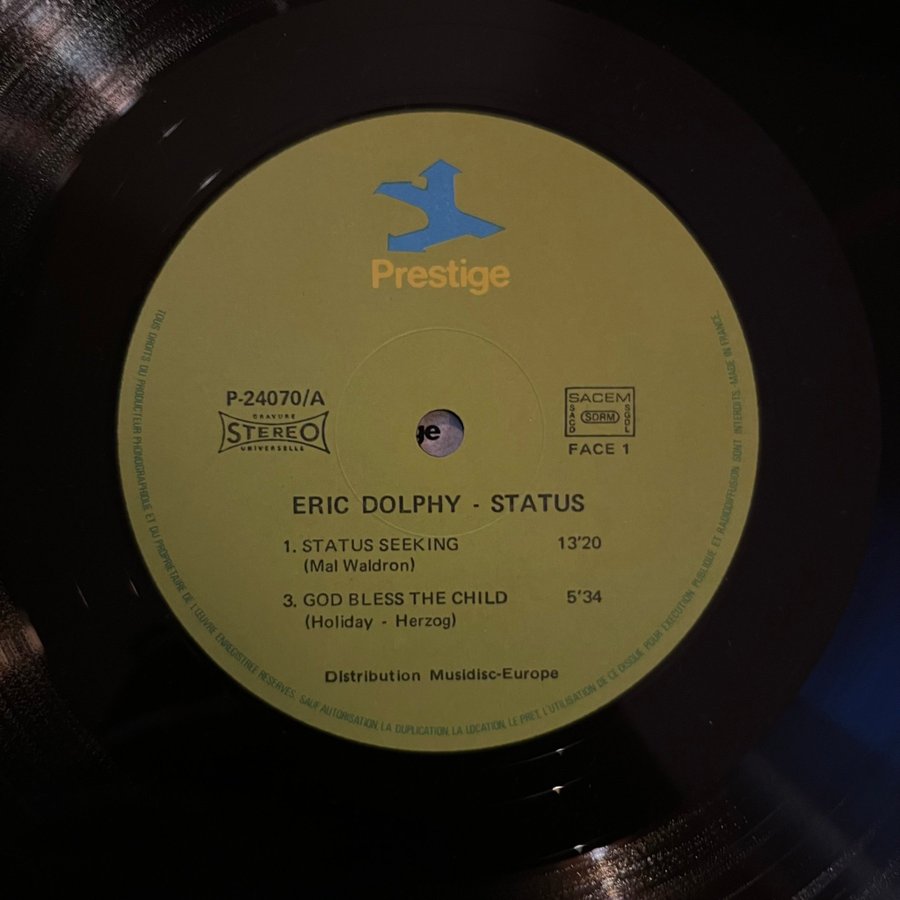 Prestige
P-24070/A
GRAVURE
STEREO
UNIVERSELLE
SACEM
SACD
SDRM
SGDL
FACE 1
ge
ERIC DOLPHY - STATUS
1. STATUS SEEKING 13'20
(Mal Waldron)
3. GOD BLESS THE CHILD 5'34
(Holiday - Herzog)
Distribution Musidisc-Europe
TOUS DROITS DU PRODUCTEUR PHONOGRAPHIQUE ET DU PROPRIETAIRE DE L'ŒUVRE ENREGISTREE RESERVES. SAUF AUTORISATION, LA DUPLICATION, LA LOCATION, LE PRET, L'UTILISATION DE CE DISQUE POUR EXECUTION PUBLIQUE ET RADIODIFFUSION SONT INTERDITS. MADE IN FRANCE.